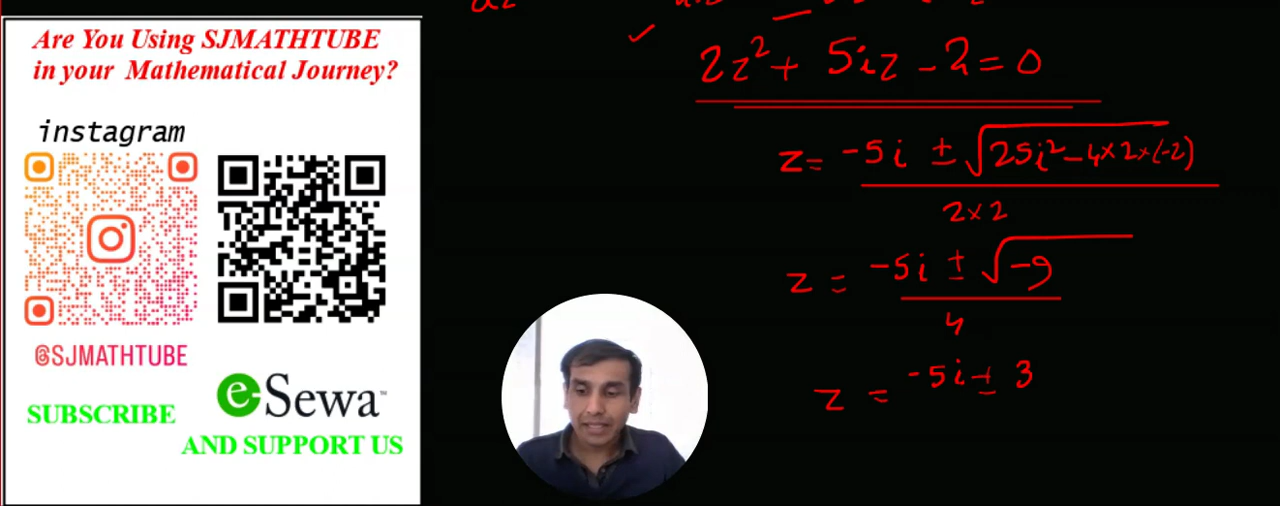 Are You Using SJMATHTUBE
in your Mathematical Journey?
instagram
@SJMATHTUBE
eSewa
SUBSCRIBE
AND SUPPORT US
2z² + 5iz - 2 = 0
z = -5i ± √25i² - 4×2×(-2)
2×2
z = -5i ± √-9
4
z = -5i ± 3